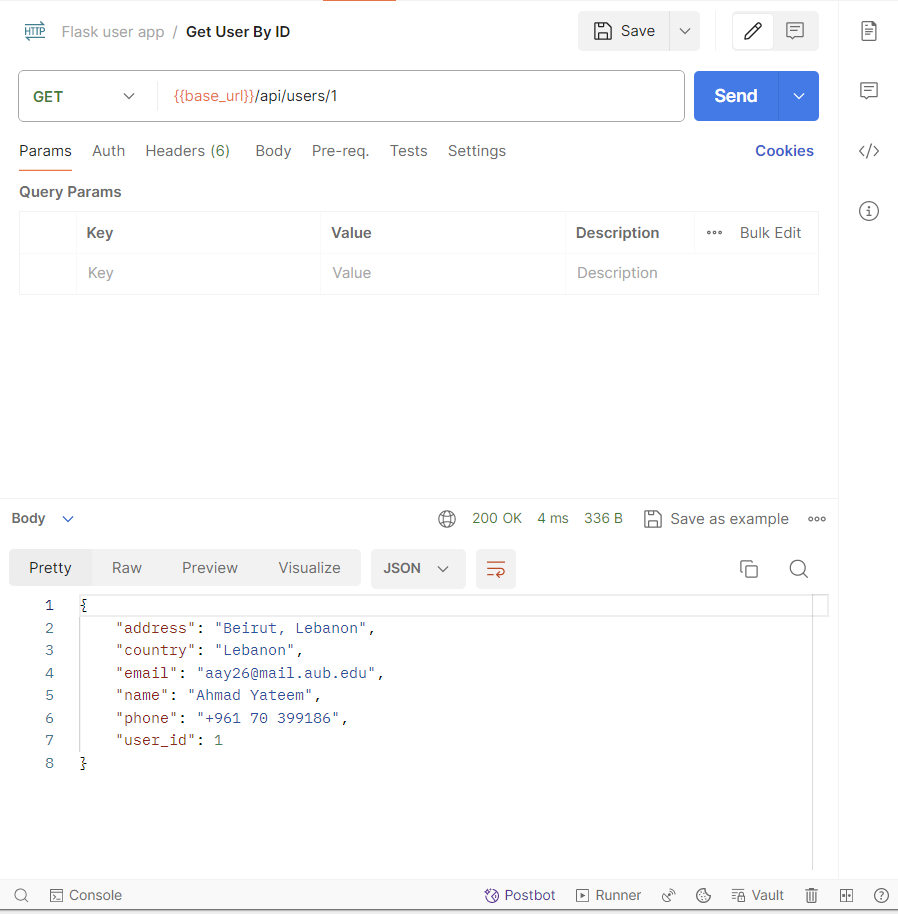 HTTP Flask user app / Get User By ID Save
GET {{base_url}}/api/users/1 Send
Params Auth Headers (6) Body Pre-req. Tests Settings Cookies
Query Params
Key Value Description Bulk Edit
Key Value Description
Body 200 OK 4 ms 336 B Save as example
Pretty Raw Preview Visualize JSON
1 {
2 "address": "Beirut, Lebanon",
3 "country": "Lebanon",
4 "email": "aay26@mail.aub.edu",
5 "name": "Ahmad Yateem",
6 "phone": "+961 70 399186",
7 "user_id": 1
8 }
Console Postbot Runner Vault